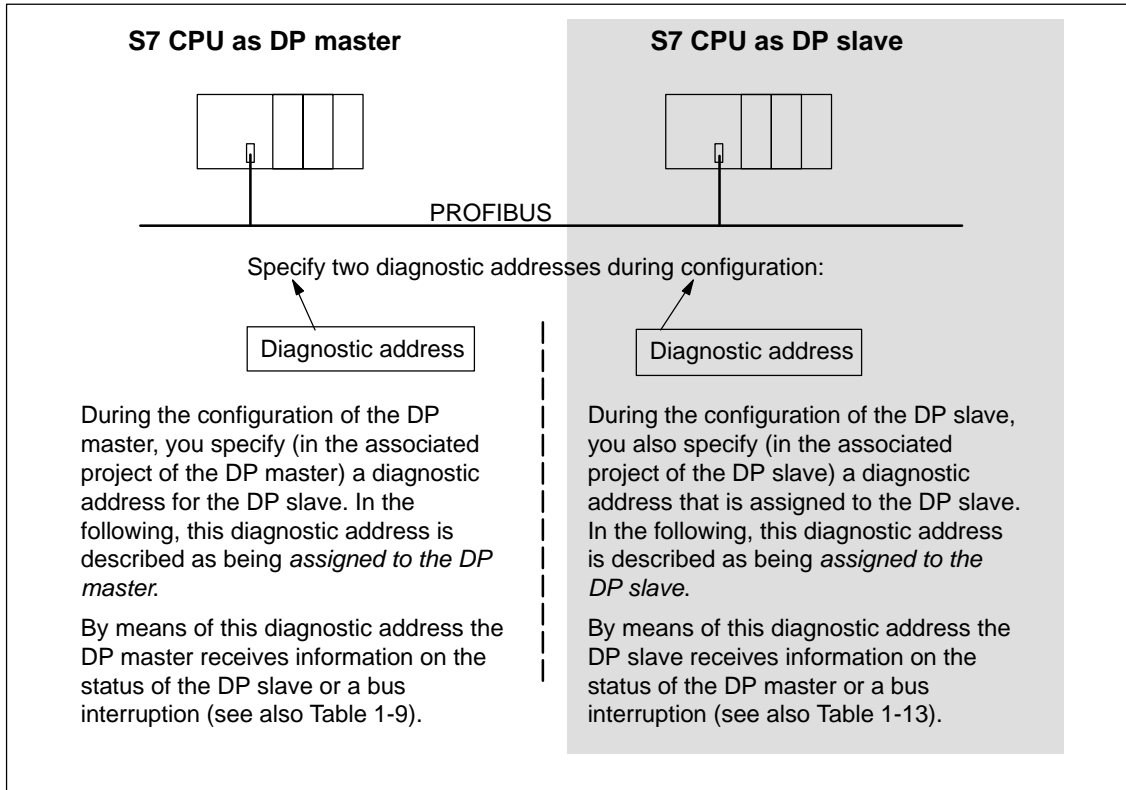 S7 CPU as DP master
S7 CPU as DP slave
PROFIBUS
Specify two diagnostic addresses during configuration:
Diagnostic address
Diagnostic address
During the configuration of the DP
master, you specify (in the associated
project of the DP master) a diagnostic
address for the DP slave. In the
following, this diagnostic address is
described as being assigned to the DP
master.
By means of this diagnostic address the
DP master receives information on the
status of the DP slave or a bus
interruption (see also Table 1-9).
During the configuration of the DP slave,
you also specify (in the associated
project of the DP slave) a diagnostic
address that is assigned to the DP slave.
In the following, this diagnostic address
is described as being assigned to the
DP slave.
By means of this diagnostic address the
DP slave receives information on the
status of the DP master or a bus
interruption (see also Table 1-13).